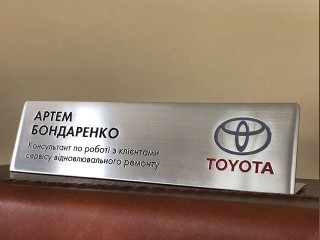 АРТЕМ
БОНДАРЕНКО
Консультант по роботі з клієнтами
сервісу відновлювального ремонту
TOYOTA